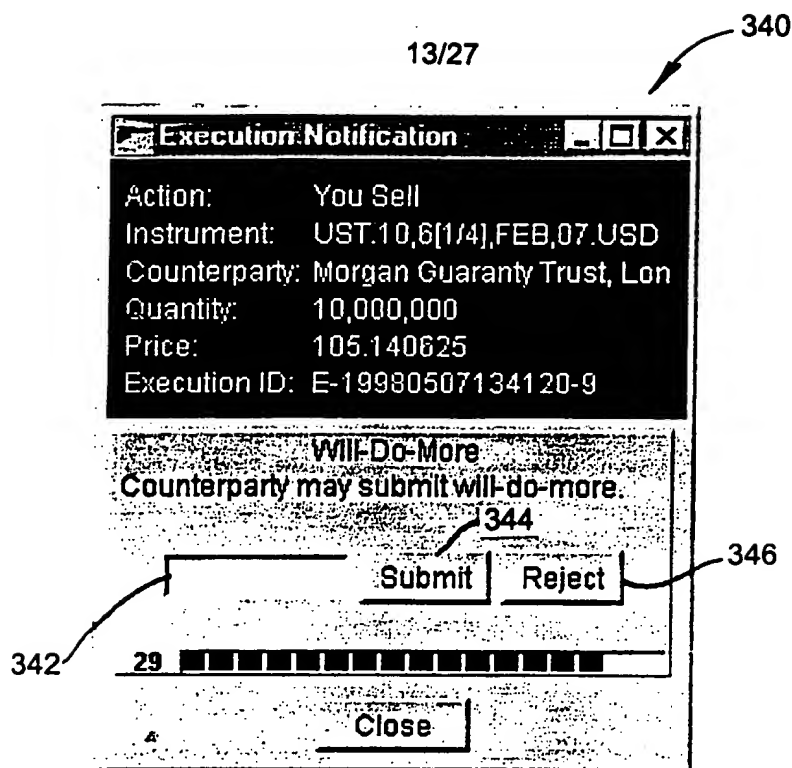 340
13/27
Execution Notification
Action: You Sell
Instrument: UST.10,6[1/4],FEB,07.USD
Counterparty: Morgan Guaranty Trust, Lon
Quantity: 10,000,000
Price: 105.140625
Execution ID: E-19980507134120-9
Will-Do-More
Counterparty may submit will-do-more.
344
Submit Reject
346
342
29
Close